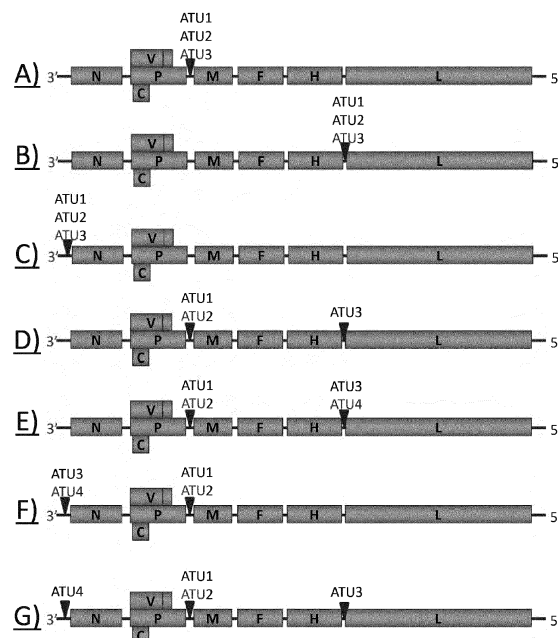 ATU1
ATU2
ATU3
V
A) 3' N P M F H L 5
C
ATU1
ATU2
ATU3
V
B) 3' N P M F H L 5
C
ATU1
ATU2
ATU3
V
C) 3' N P M F H L 5
C
ATU1
ATU2 ATU3
V
D) 3' N P M F H L 5
C
ATU1 ATU3
ATU2 ATU4
V
E) 3' N P M F H L 5
C
ATU3 ATU1
ATU4 ATU2
V
F) 3' N P M F H L 5
C
ATU1
ATU4 ATU2 ATU3
V
G) 3' N P M F H L 5
C